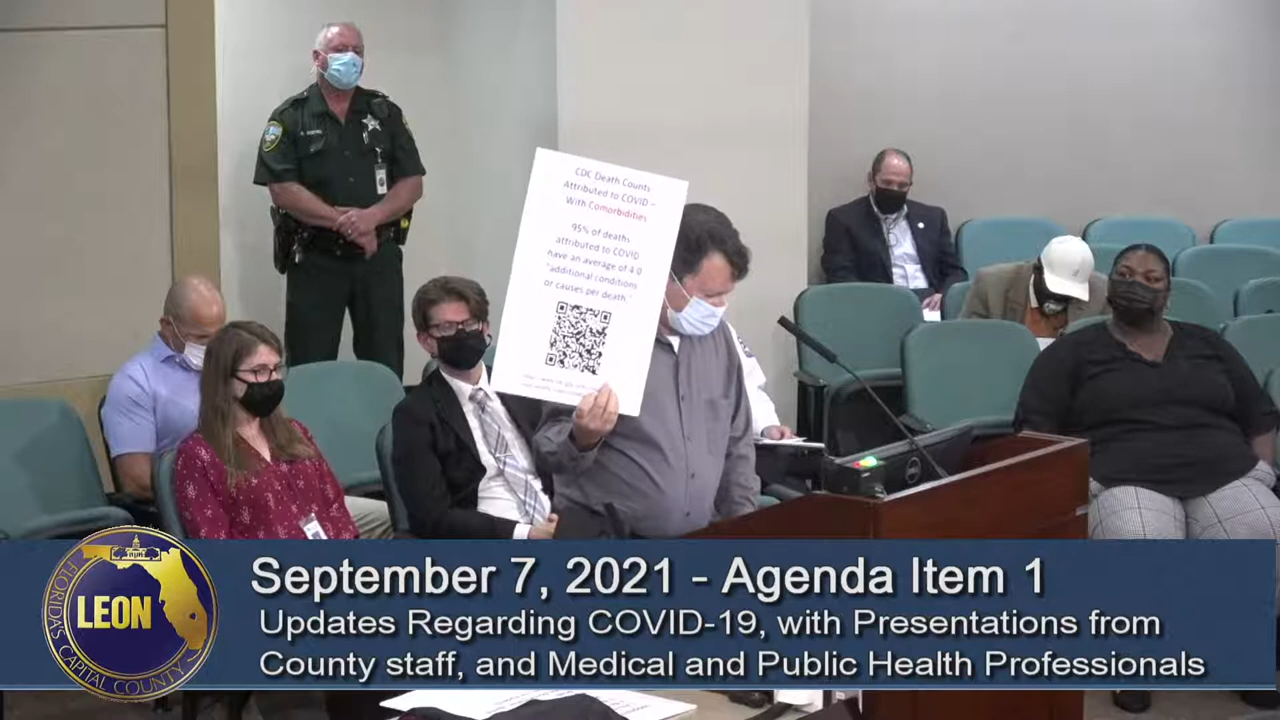 CDC Death Counts
Attributed to COVID –
With Comorbidities
95% of deaths
attributed to COVID
have an average of 4.0
"additional conditions
or causes per death."
September 7, 2021 - Agenda Item 1
Updates Regarding COVID-19, with Presentations from
County staff, and Medical and Public Health Professionals
LEON
FLORIDA'S CAPITAL COUNTY
DELL